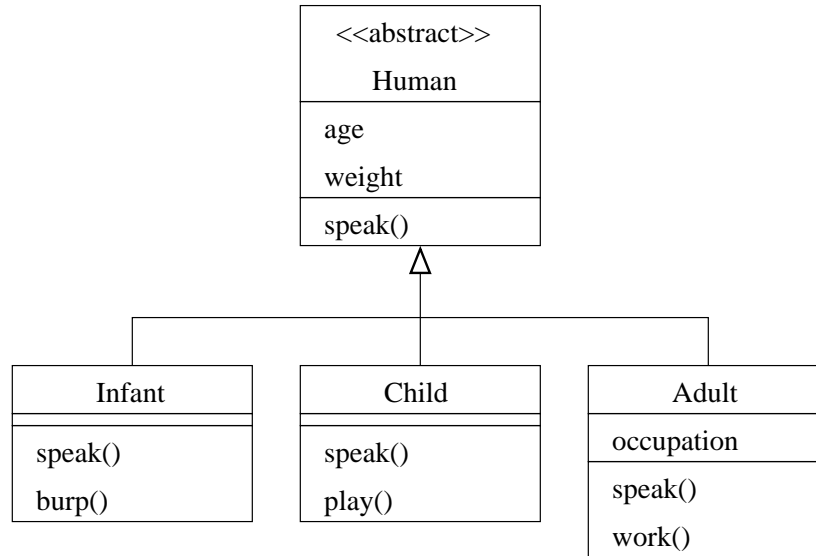 <<abstract>>
Human
age
weight
speak()
Infant
speak()
burp()
Child
speak()
play()
Adult
occupation
speak()
work()